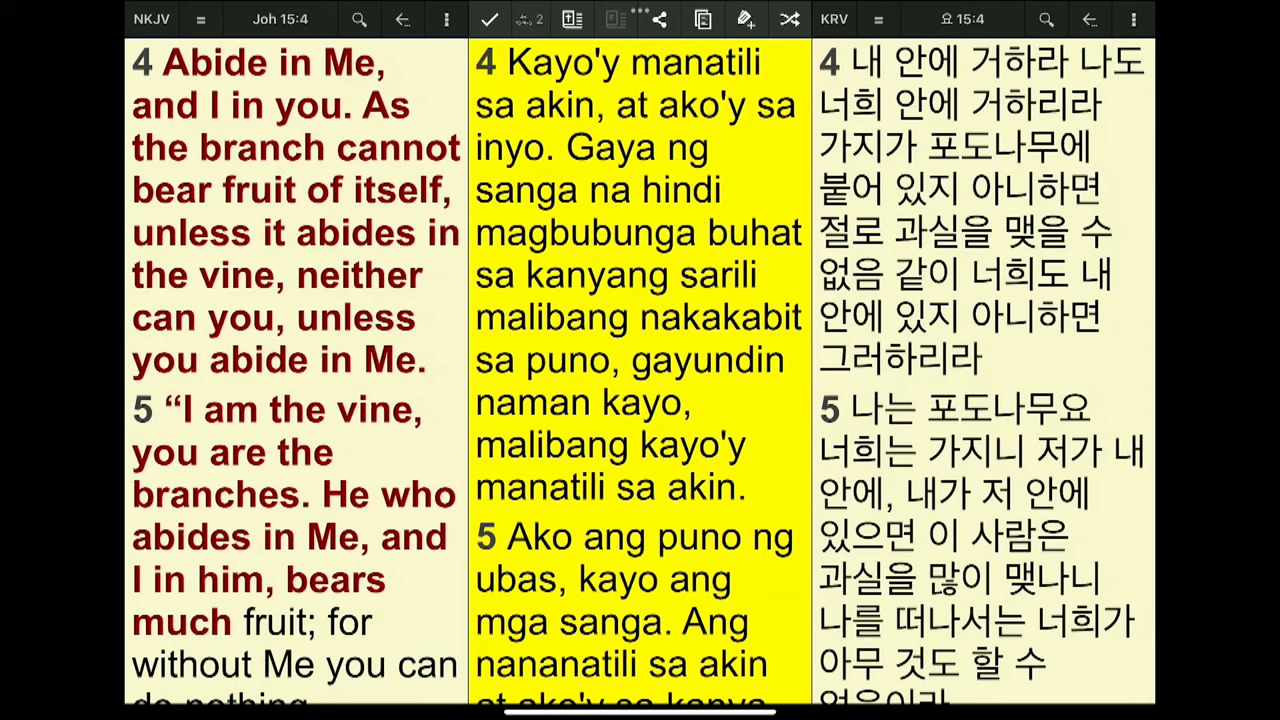 NKJV
Joh 15:4
2
KRV
요 15:4
4 Abide in Me,
and I in you. As
the branch cannot
bear fruit of itself,
unless it abides in
the vine, neither
can you, unless
you abide in Me.
5 “I am the vine,
you are the
branches. He who
abides in Me, and
I in him, bears
much fruit; for
without Me you can
do nothing
4 Kayo'y manatili
sa akin, at ako'y sa
inyo. Gaya ng
sanga na hindi
magbubunga buhat
sa kanyang sarili
malibang nakakabit
sa puno, gayundin
naman kayo,
malibang kayo'y
manatili sa akin.
5 Ako ang puno ng
ubas, kayo ang
mga sanga. Ang
nananatili sa akin
at ako'y sa kanya
4 내 안에 거하라 나도
너희 안에 거하리라
가지가 포도나무에
붙어 있지 아니하면
절로 과실을 맺을 수
없음 같이 너희도 내
안에 있지 아니하면
그러하리라
5 나는 포도나무요
너희는 가지니 저가 내
안에, 내가 저 안에
있으면 이 사람은
과실을 많이 맺나니
나를 떠나서는 너희가
아무 것도 할 수
없음이라